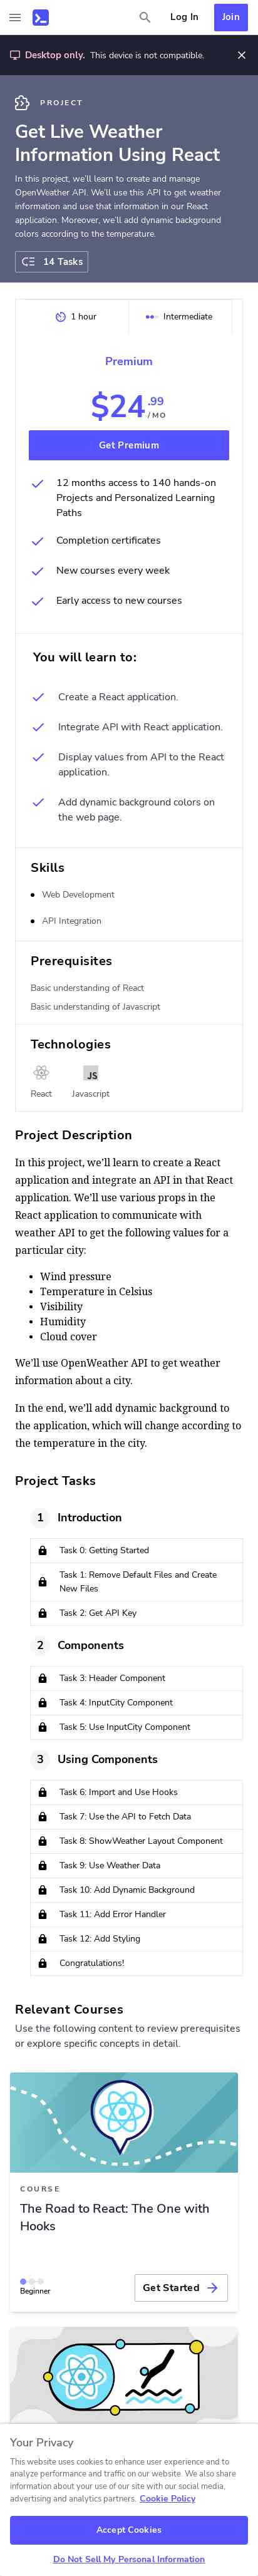 Log In
Join
Desktop only. This device is not compatible.
PROJECT
Get Live Weather
Information Using React
In this project, we'll learn to create and manage
OpenWeather API. We'll use this API to get weather
information and use that information in our React
application. Moreover, we'll add dynamic background
colors according to the temperature.
14 Tasks
1 hour
Intermediate
Premium
$24.99 /MO
Get Premium
12 months access to 140 hands-on
Projects and Personalized Learning
Paths
Completion certificates
New courses every week
Early access to new courses
You will learn to:
Create a React application.
Integrate API with React application.
Display values from API to the React
application.
Add dynamic background colors on
the web page.
Skills
Web Development
API Integration
Prerequisites
Basic understanding of React
Basic understanding of Javascript
Technologies
JS
React Javascript
Project Description
In this project, we'll learn to create a React
application and integrate an API in that React
application. We'll use various props in the
React application to communicate with
weather API to get the following values for a
particular city:
• Wind pressure
• Temperature in Celsius
• Visibility
• Humidity
• Cloud cover
We'll use OpenWeather API to get weather
information about a city.
In the end, we'll add dynamic background to
the application, which will change according to
the temperature in the city.
Project Tasks
1 Introduction
Task 0: Getting Started
Task 1: Remove Default Files and Create
New Files
Task 2: Get API Key
2 Components
Task 3: Header Component
Task 4: InputCity Component
Task 5: Use InputCity Component
3 Using Components
Task 6: Import and Use Hooks
Task 7: Use the API to Fetch Data
Task 8: ShowWeather Layout Component
Task 9: Use Weather Data
Task 10: Add Dynamic Background
Task 11: Add Error Handler
Task 12: Add Styling
Congratulations!
Relevant Courses
Use the following content to review prerequisites
or explore specific concepts in detail.
COURSE
The Road to React: The One with
Hooks
Beginner
Get Started
Your Privacy
This website uses cookies to enhance user experience and to
analyze performance and traffic on our website. We also share
information about your use of our site with our social media,
advertising and analytics partners. Cookie Policy
Accept Cookies
Do Not Sell My Personal Information